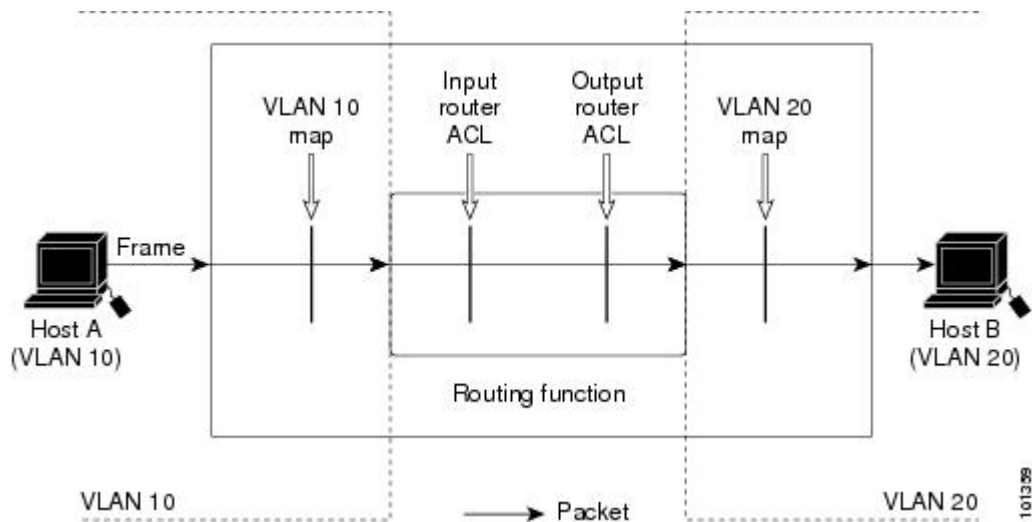 VLAN 10
map
Input
router
ACL
Output
router
ACL
VLAN 20
map
Frame
Host A
(VLAN 10)
Host B
(VLAN 20)
Routing function
VLAN 10
Packet
VLAN 20
101359